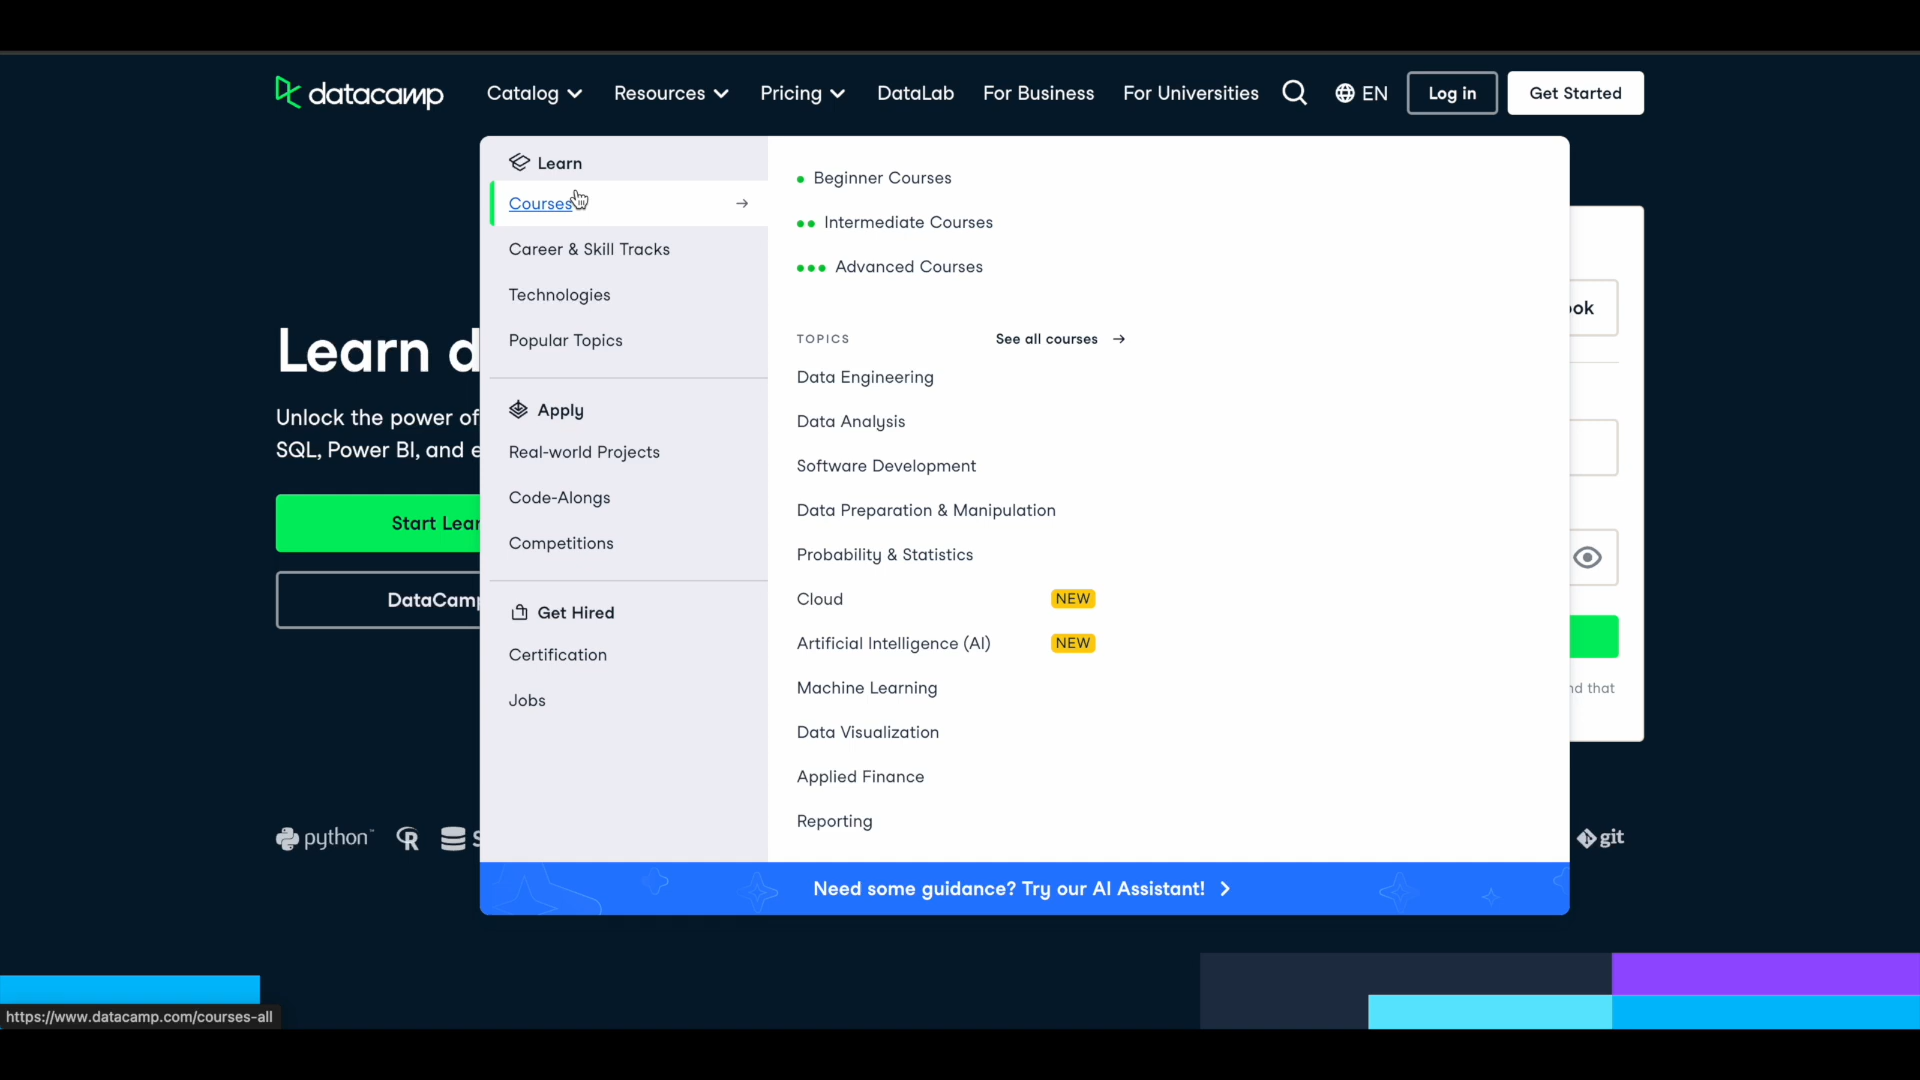 datacamp
Catalog
Resources
Pricing
DataLab
For Business
For Universities
EN
Log in
Get Started
Learn
Courses
Career & Skill Tracks
Technologies
Popular Topics
Apply
Real-world Projects
Code-Alongs
Competitions
Get Hired
Certification
Jobs
Beginner Courses
Intermediate Courses
Advanced Courses
TOPICS
See all courses
Data Engineering
Data Analysis
Software Development
Data Preparation & Manipulation
Probability & Statistics
Cloud NEW
Artificial Intelligence (AI) NEW
Machine Learning
Data Visualization
Applied Finance
Reporting
Need some guidance? Try our AI Assistant!
Learn d
Unlock the power of
SQL, Power BI, and e
Start Lear
DataCamp
ook
nd that
python
R
S
git
https://www.datacamp.com/courses-all